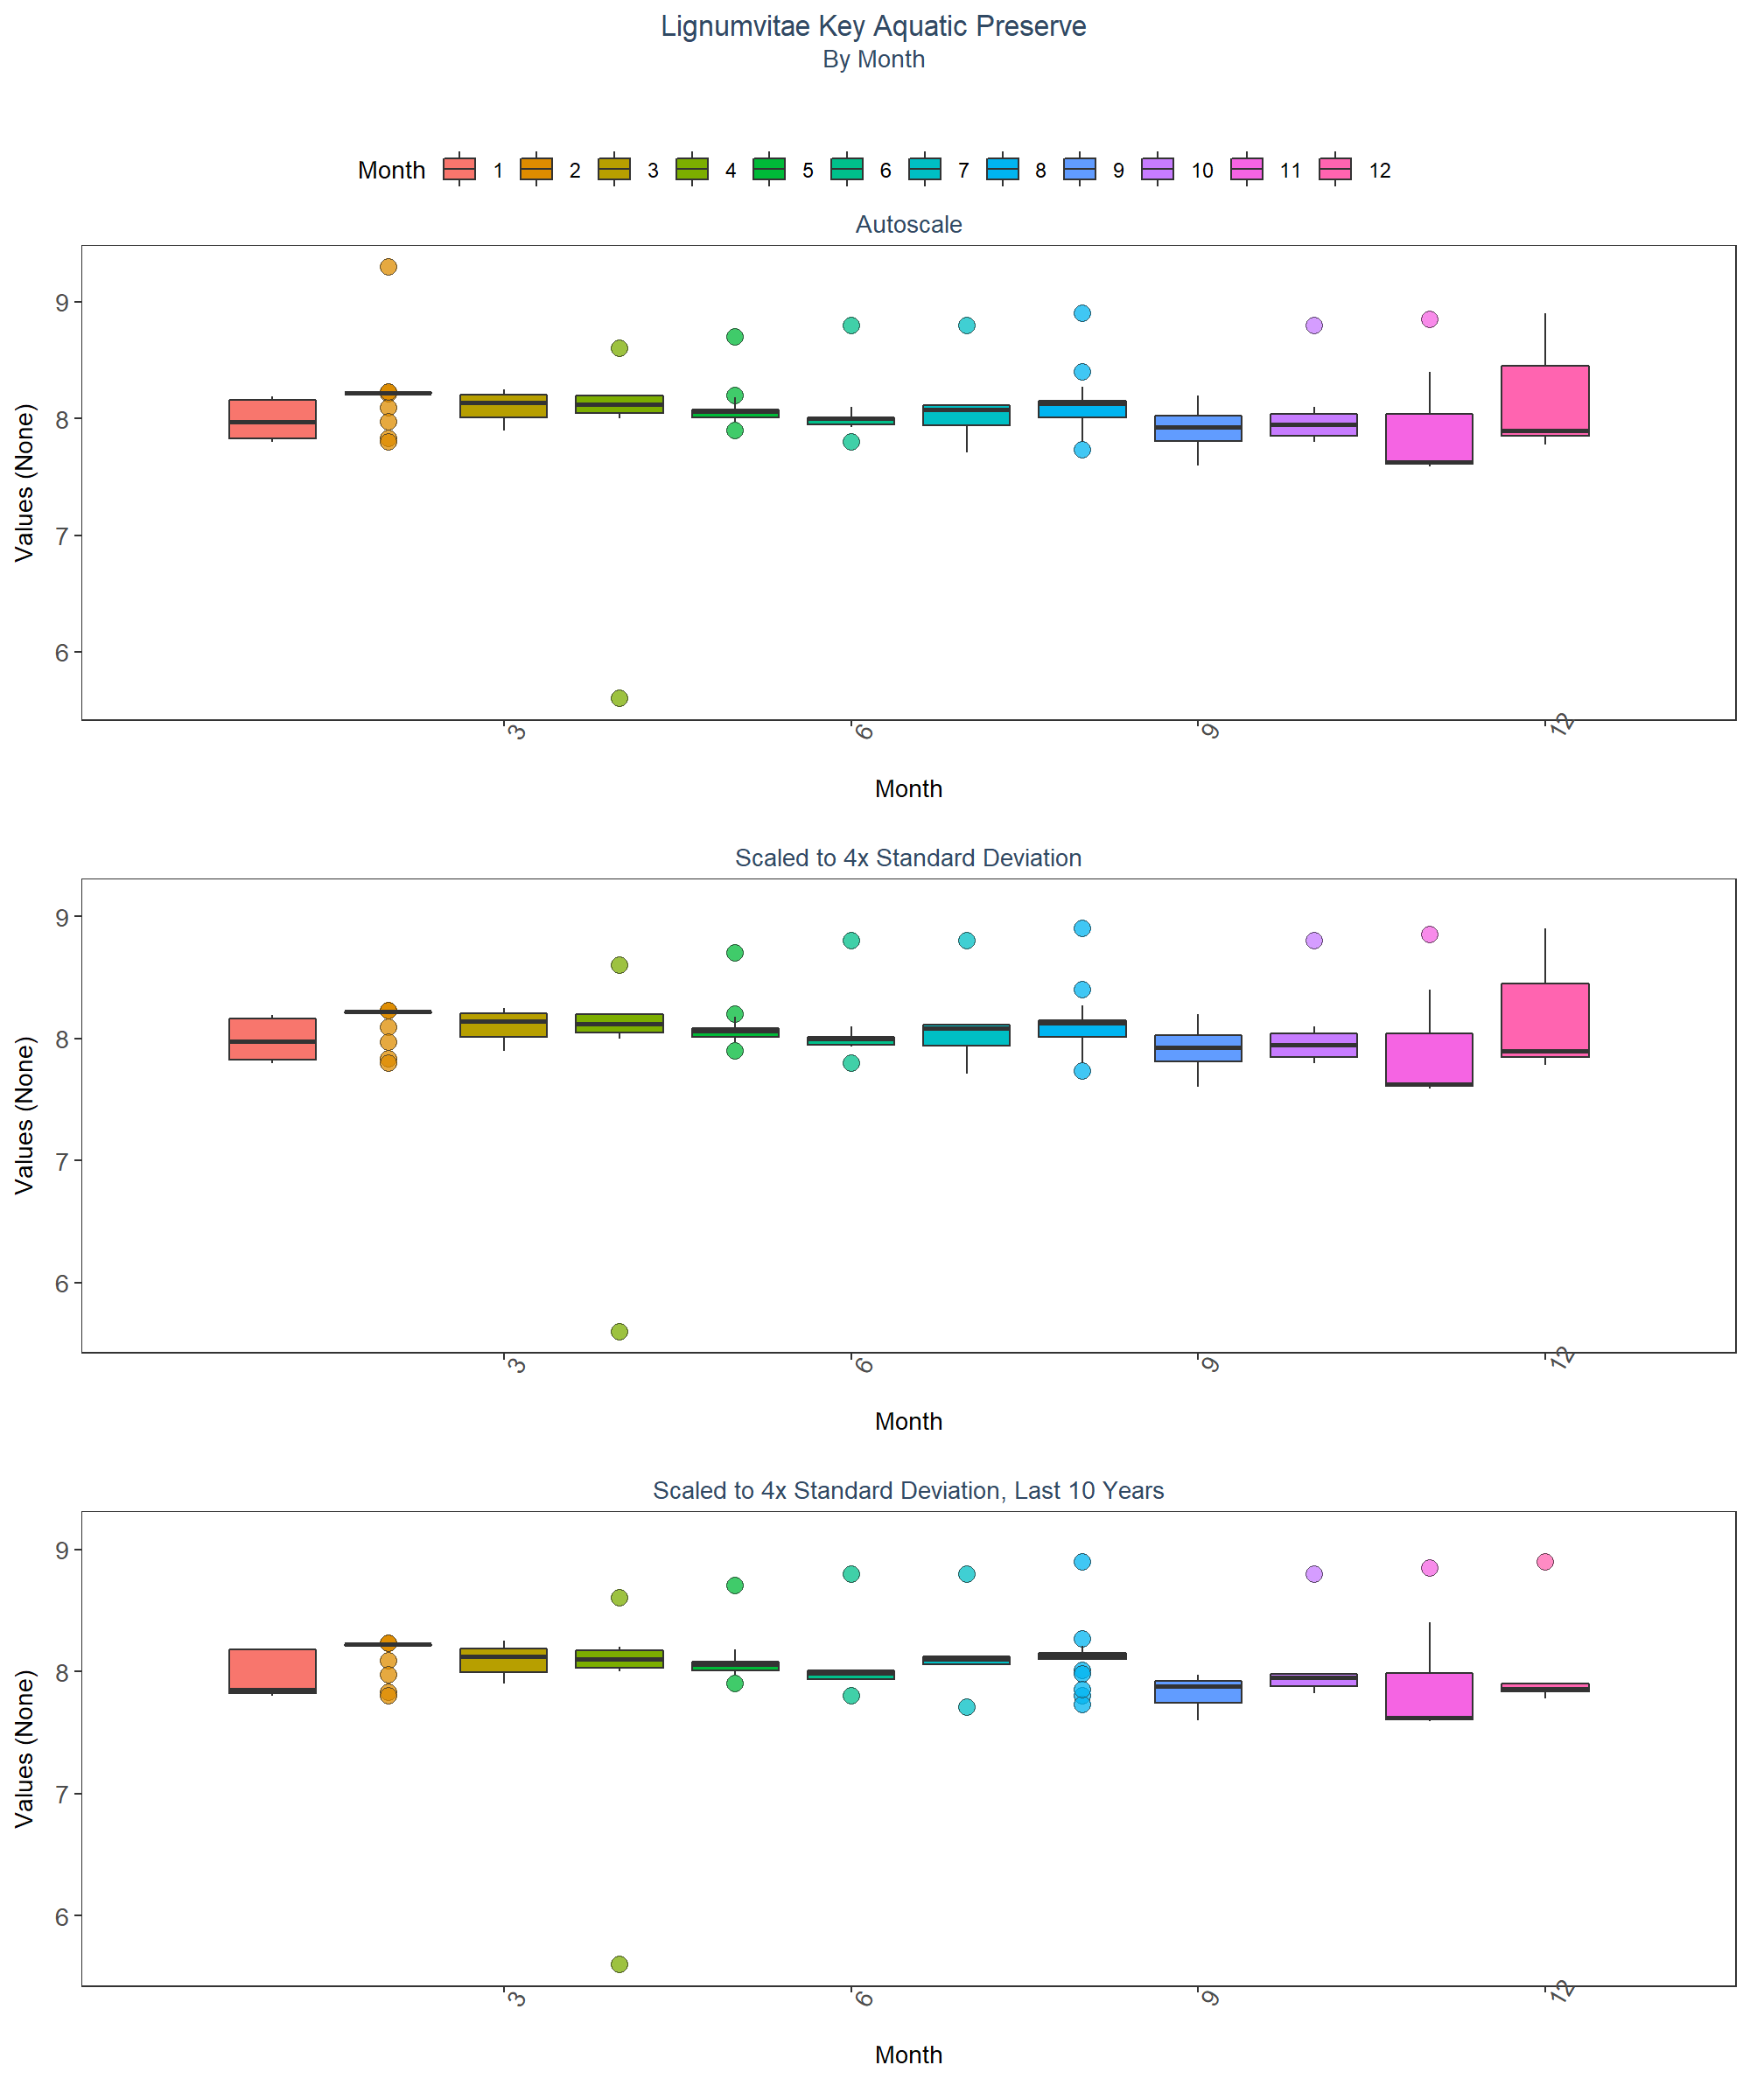 Lignumvitae Key Aquatic Preserve
By Month
Month 1 2 3 4 5 6 7 8 9 10 11 12
Autoscale
Values (None)
9
8
7
6
3 6 9 12
Month
Scaled to 4x Standard Deviation
Values (None)
9
8
7
6
3 6 9 12
Month
Scaled to 4x Standard Deviation, Last 10 Years
Values (None)
9
8
7
6
3 6 9 12
Month